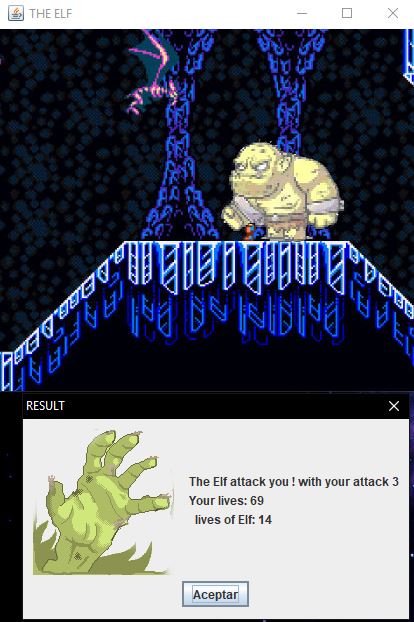 THE ELF
RESULT
The Elf attack you ! with your attack 3
Your lives: 69
lives of Elf: 14
Aceptar